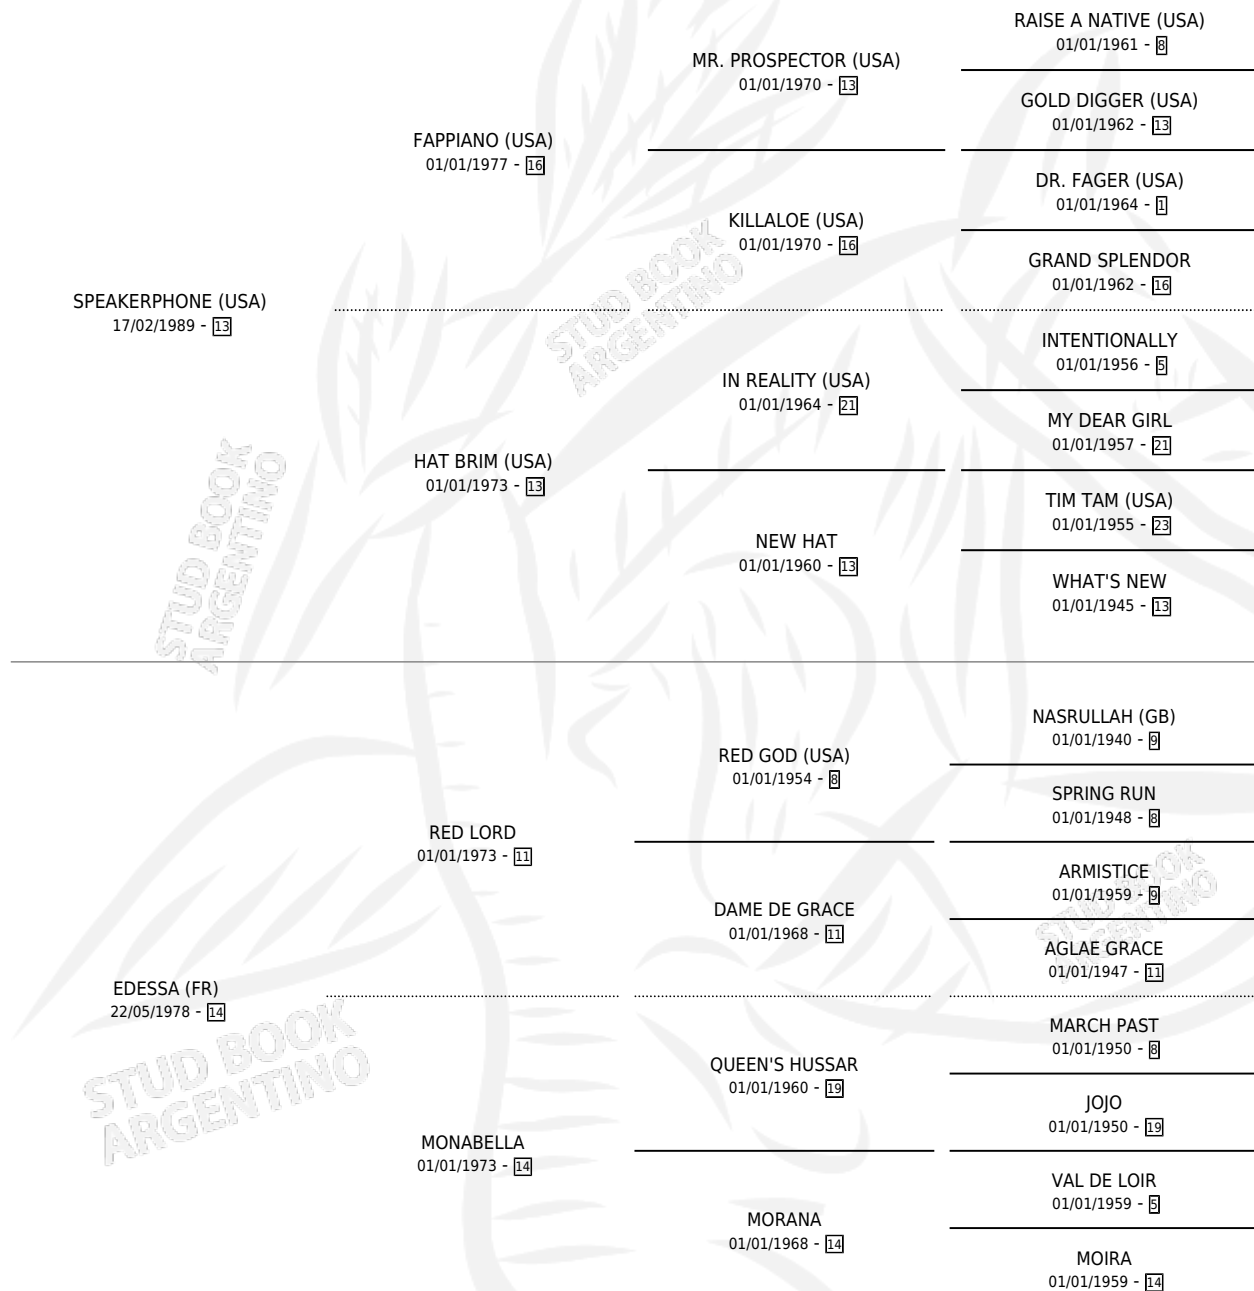 RAISE A NATIVE (USA)
01/01/1961 - 8
MR. PROSPECTOR (USA)
01/01/1970 - 13
GOLD DIGGER (USA)
01/01/1962 - 13
FAPPIANO (USA)
01/01/1977 - 16
DR. FAGER (USA)
01/01/1964 - 1
KILLALOE (USA)
01/01/1970 - 16
GRAND SPLENDOR
01/01/1962 - 16
SPEAKERPHONE (USA)
17/02/1989 - 13
INTENTIONALLY
01/01/1956 - 5
IN REALITY (USA)
01/01/1964 - 21
MY DEAR GIRL
01/01/1957 - 21
HAT BRIM (USA)
01/01/1973 - 13
TIM TAM (USA)
01/01/1955 - 23
NEW HAT
01/01/1960 - 13
WHAT'S NEW
01/01/1945 - 13
NASRULLAH (GB)
01/01/1940 - 9
RED GOD (USA)
01/01/1954 - 8
SPRING RUN
01/01/1948 - 8
RED LORD
01/01/1973 - 11
ARMISTICE
01/01/1959 - 9
DAME DE GRACE
01/01/1968 - 11
AGLAE GRACE
01/01/1947 - 11
EDESSA (FR)
22/05/1978 - 14
MARCH PAST
01/01/1950 - 8
QUEEN'S HUSSAR
01/01/1960 - 19
JOJO
01/01/1950 - 19
MONABELLA
01/01/1973 - 14
VAL DE LOIR
01/01/1959 - 5
MORANA
01/01/1968 - 14
MOIRA
01/01/1959 - 14
STUD BOOK
ARGENTINO
STUD BOOK
ARGENTINO
STUD BOOK
ARGENTINO
STUD BOOK
ARGENTINO